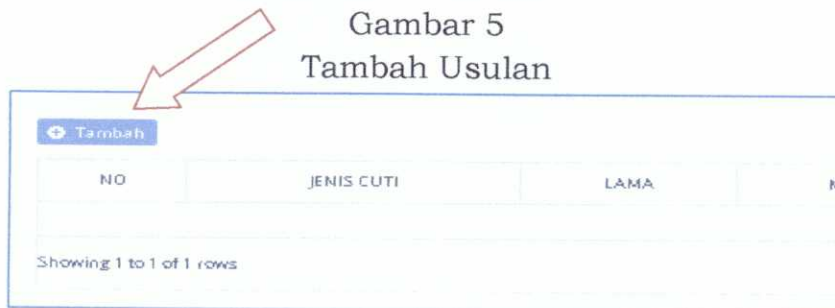 Gambar 5
Tambah Usulan
Tambah
NO JENIS CUTI LAMA
Showing 1 to 1 of 1 rows